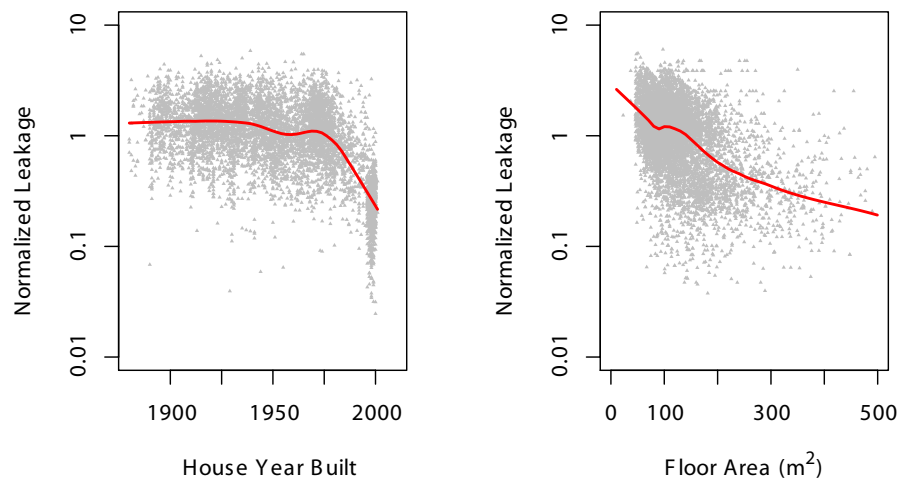 10
1
0.1
0.01
Normalized Leakage
1900 1950 2000
House Year Built
10
1
0.1
0.01
Normalized Leakage
0 100 300 500
Floor Area (m²)